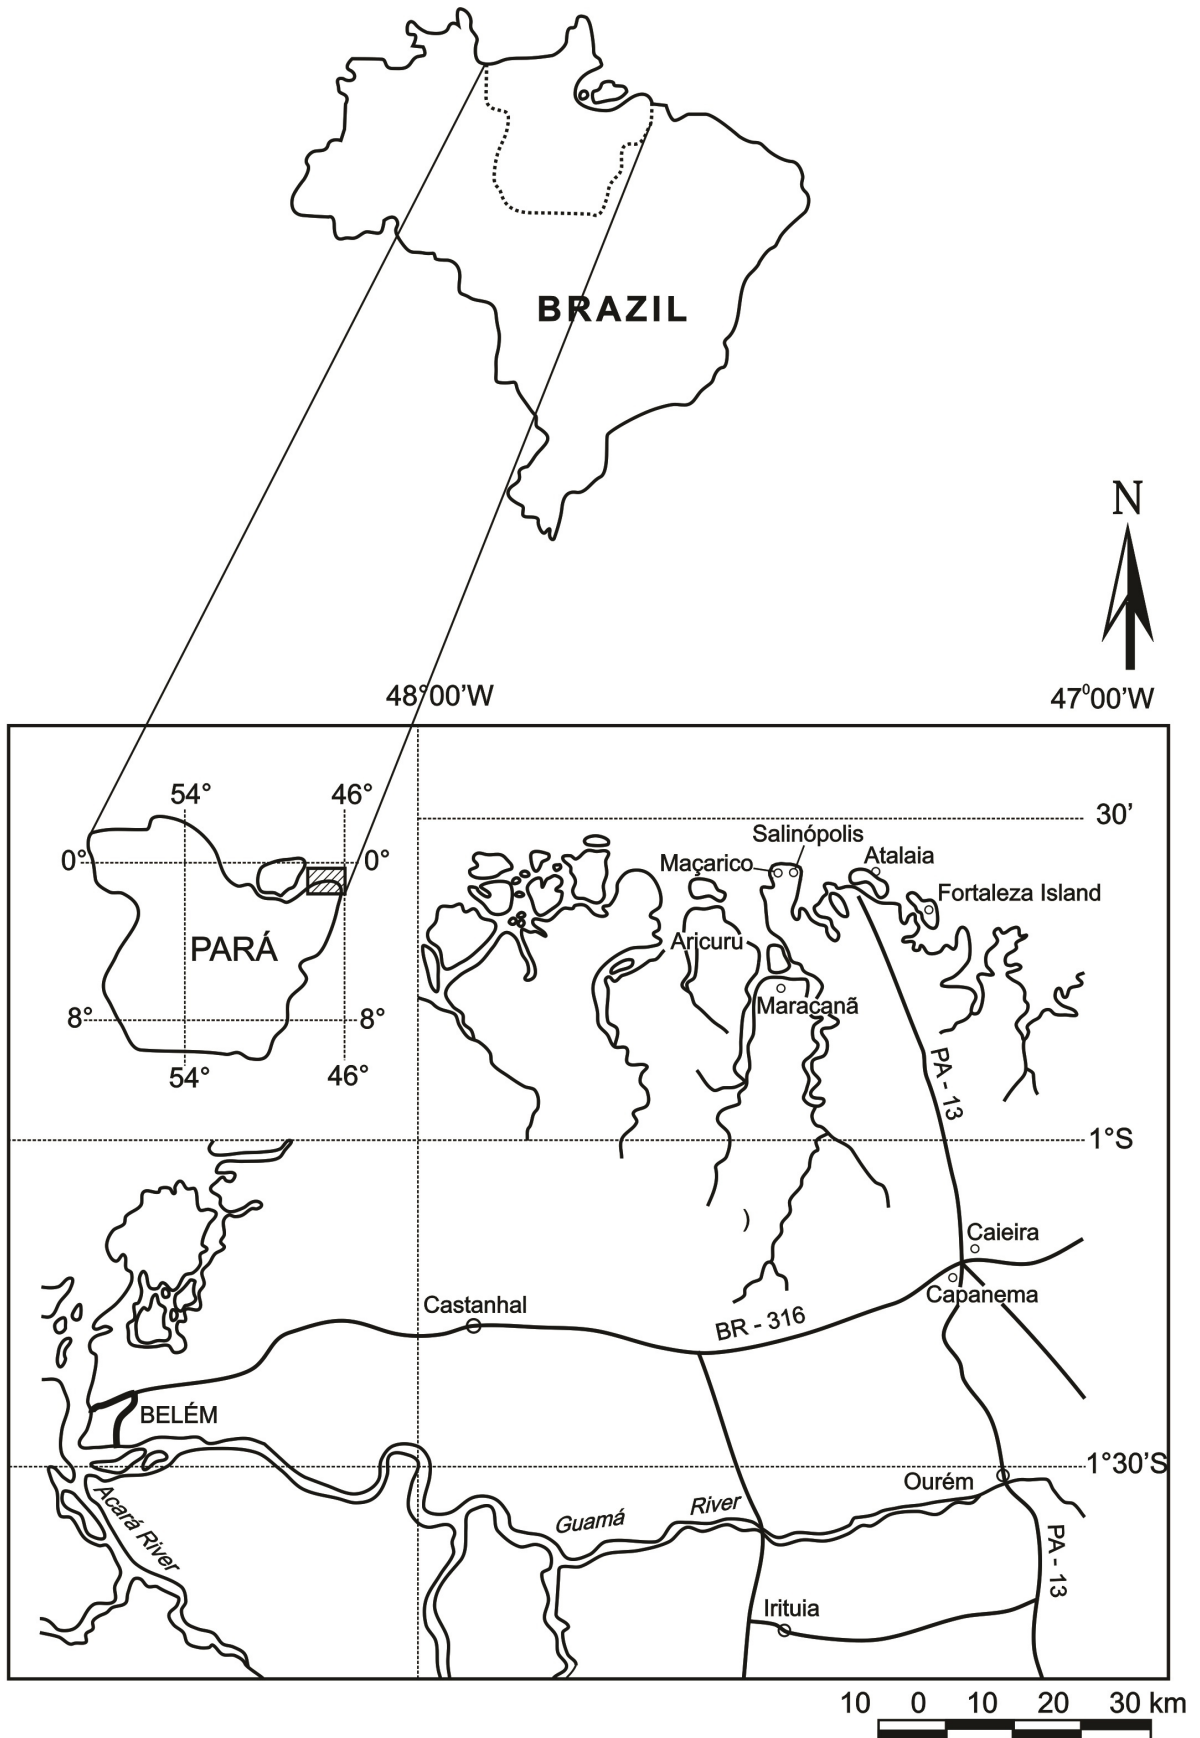 BRAZIL
N
48°00'W
47⁰00'W
54°
46°
30'
Salinópolis
0°
0°
Maçarico
Atalaia
Fortaleza Island
PARÁ
Aricuru
Maracanã
8°
8°
54°
46°
PA - 13
1°S
Caieira
Capanema
Castanhal
BR - 316
BELÉM
1°30'S
Ourém
Acará River
Guamá River
PA - 13
Irituia
10 0 10 20 30 km